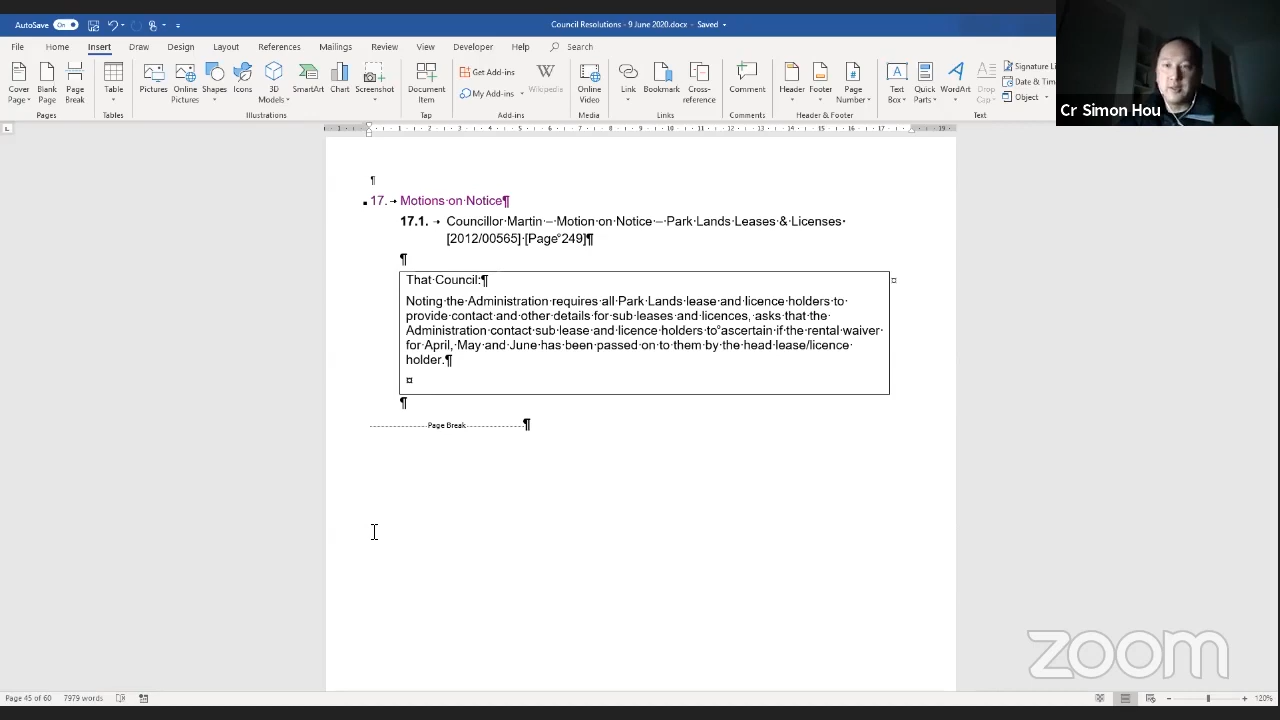 AutoSave On
Council Resolutions - 9 June 2020.docx - Saved
File Home Insert Draw Design Layout References Mailings Review View Developer Help Search
Cover Page
Blank Page
Page Break
Table
Pictures
Online Pictures
Shapes
Icons
3D Models
SmartArt
Chart
Screenshot
Document Item
Get Add-ins
My Add-ins
Wikipedia
Online Video
Link
Bookmark
Cross-reference
Comment
Header
Footer
Page Number
Text Box
Quick Parts
WordArt
Drop Cap
Signature Li
Date & Tim
Object
Pages Tables Illustrations Tap Add-ins Media Links Comments Header & Footer Text
Cr Simon Hou
17. Motions on Notice
17.1. Councillor Martin – Motion on Notice – Park Lands Leases & Licenses
[2012/00565] [Page 249]
That Council:
Noting the Administration requires all Park Lands lease and licence holders to
provide contact and other details for sub leases and licences, asks that the
Administration contact sub lease and licence holders to ascertain if the rental waiver
for April, May and June has been passed on to them by the head lease/licence
holder.
Page Break
zoom
Page 45 of 60 7979 words
120%